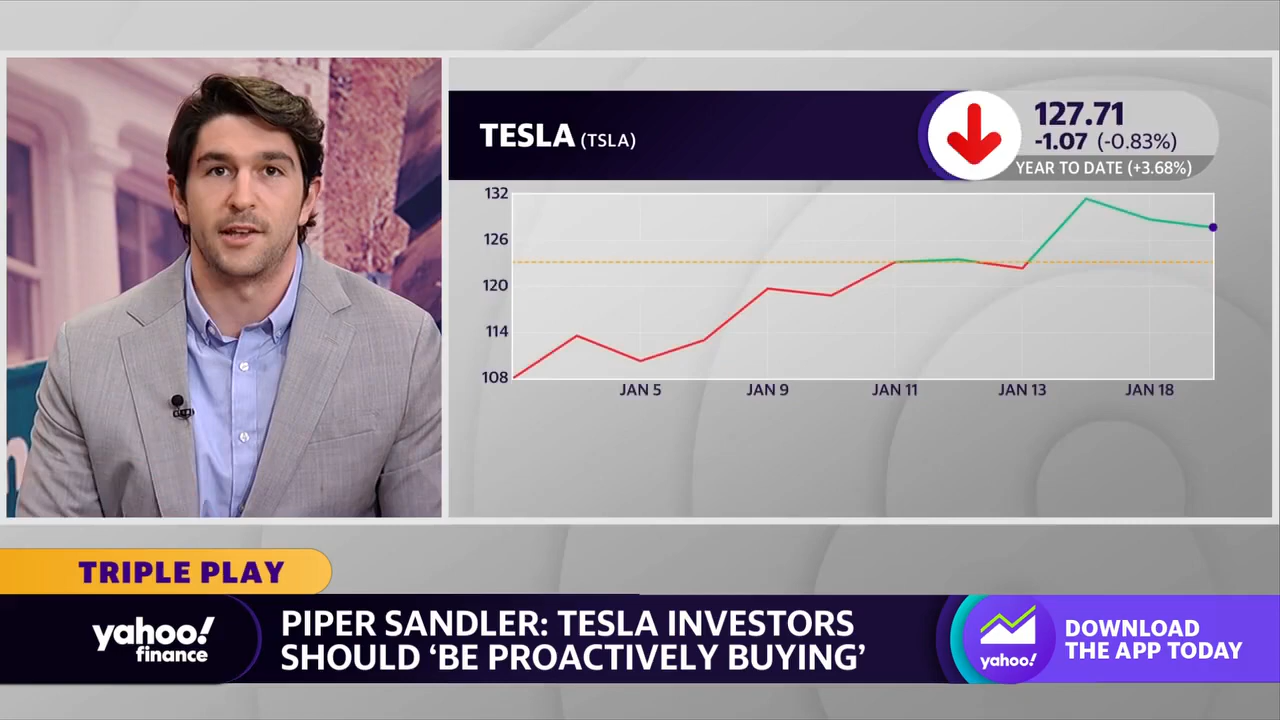 TESLA (TSLA)
127.71
-1.07 (-0.83%)
YEAR TO DATE (+3.68%)
132
126
120
114
108
JAN 5 JAN 9 JAN 11 JAN 13 JAN 18
TRIPLE PLAY
yahoo!
finance
PIPER SANDLER: TESLA INVESTORS
SHOULD ‘BE PROACTIVELY BUYING’
yahoo!
DOWNLOAD
THE APP TODAY